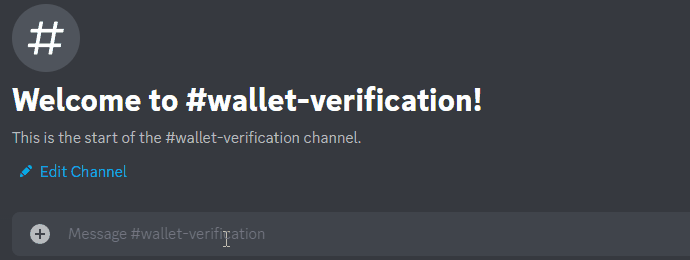 #
Welcome to #wallet-verification!
This is the start of the #wallet-verification channel.
Edit Channel
Message #wallet-verification